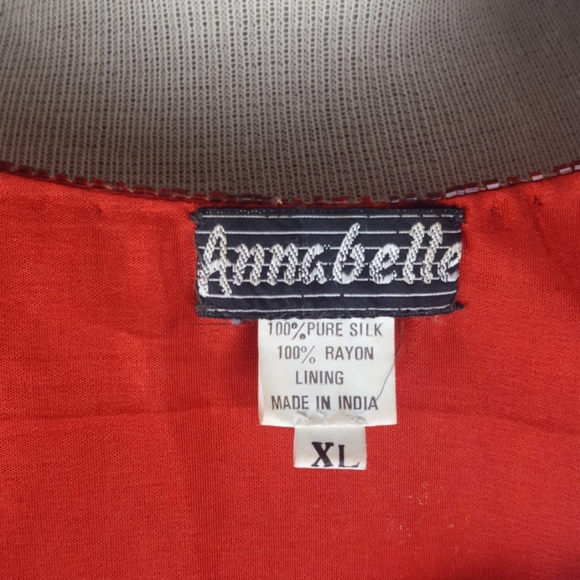 Annabelle
100% PURE SILK
100% RAYON
LINING
MADE IN INDIA
XL